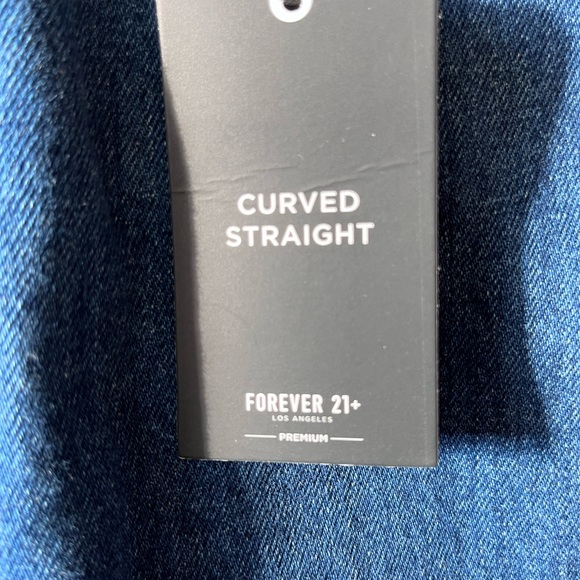 CURVED
STRAIGHT
FOREVER 21+
LOS ANGELES
PREMIUM